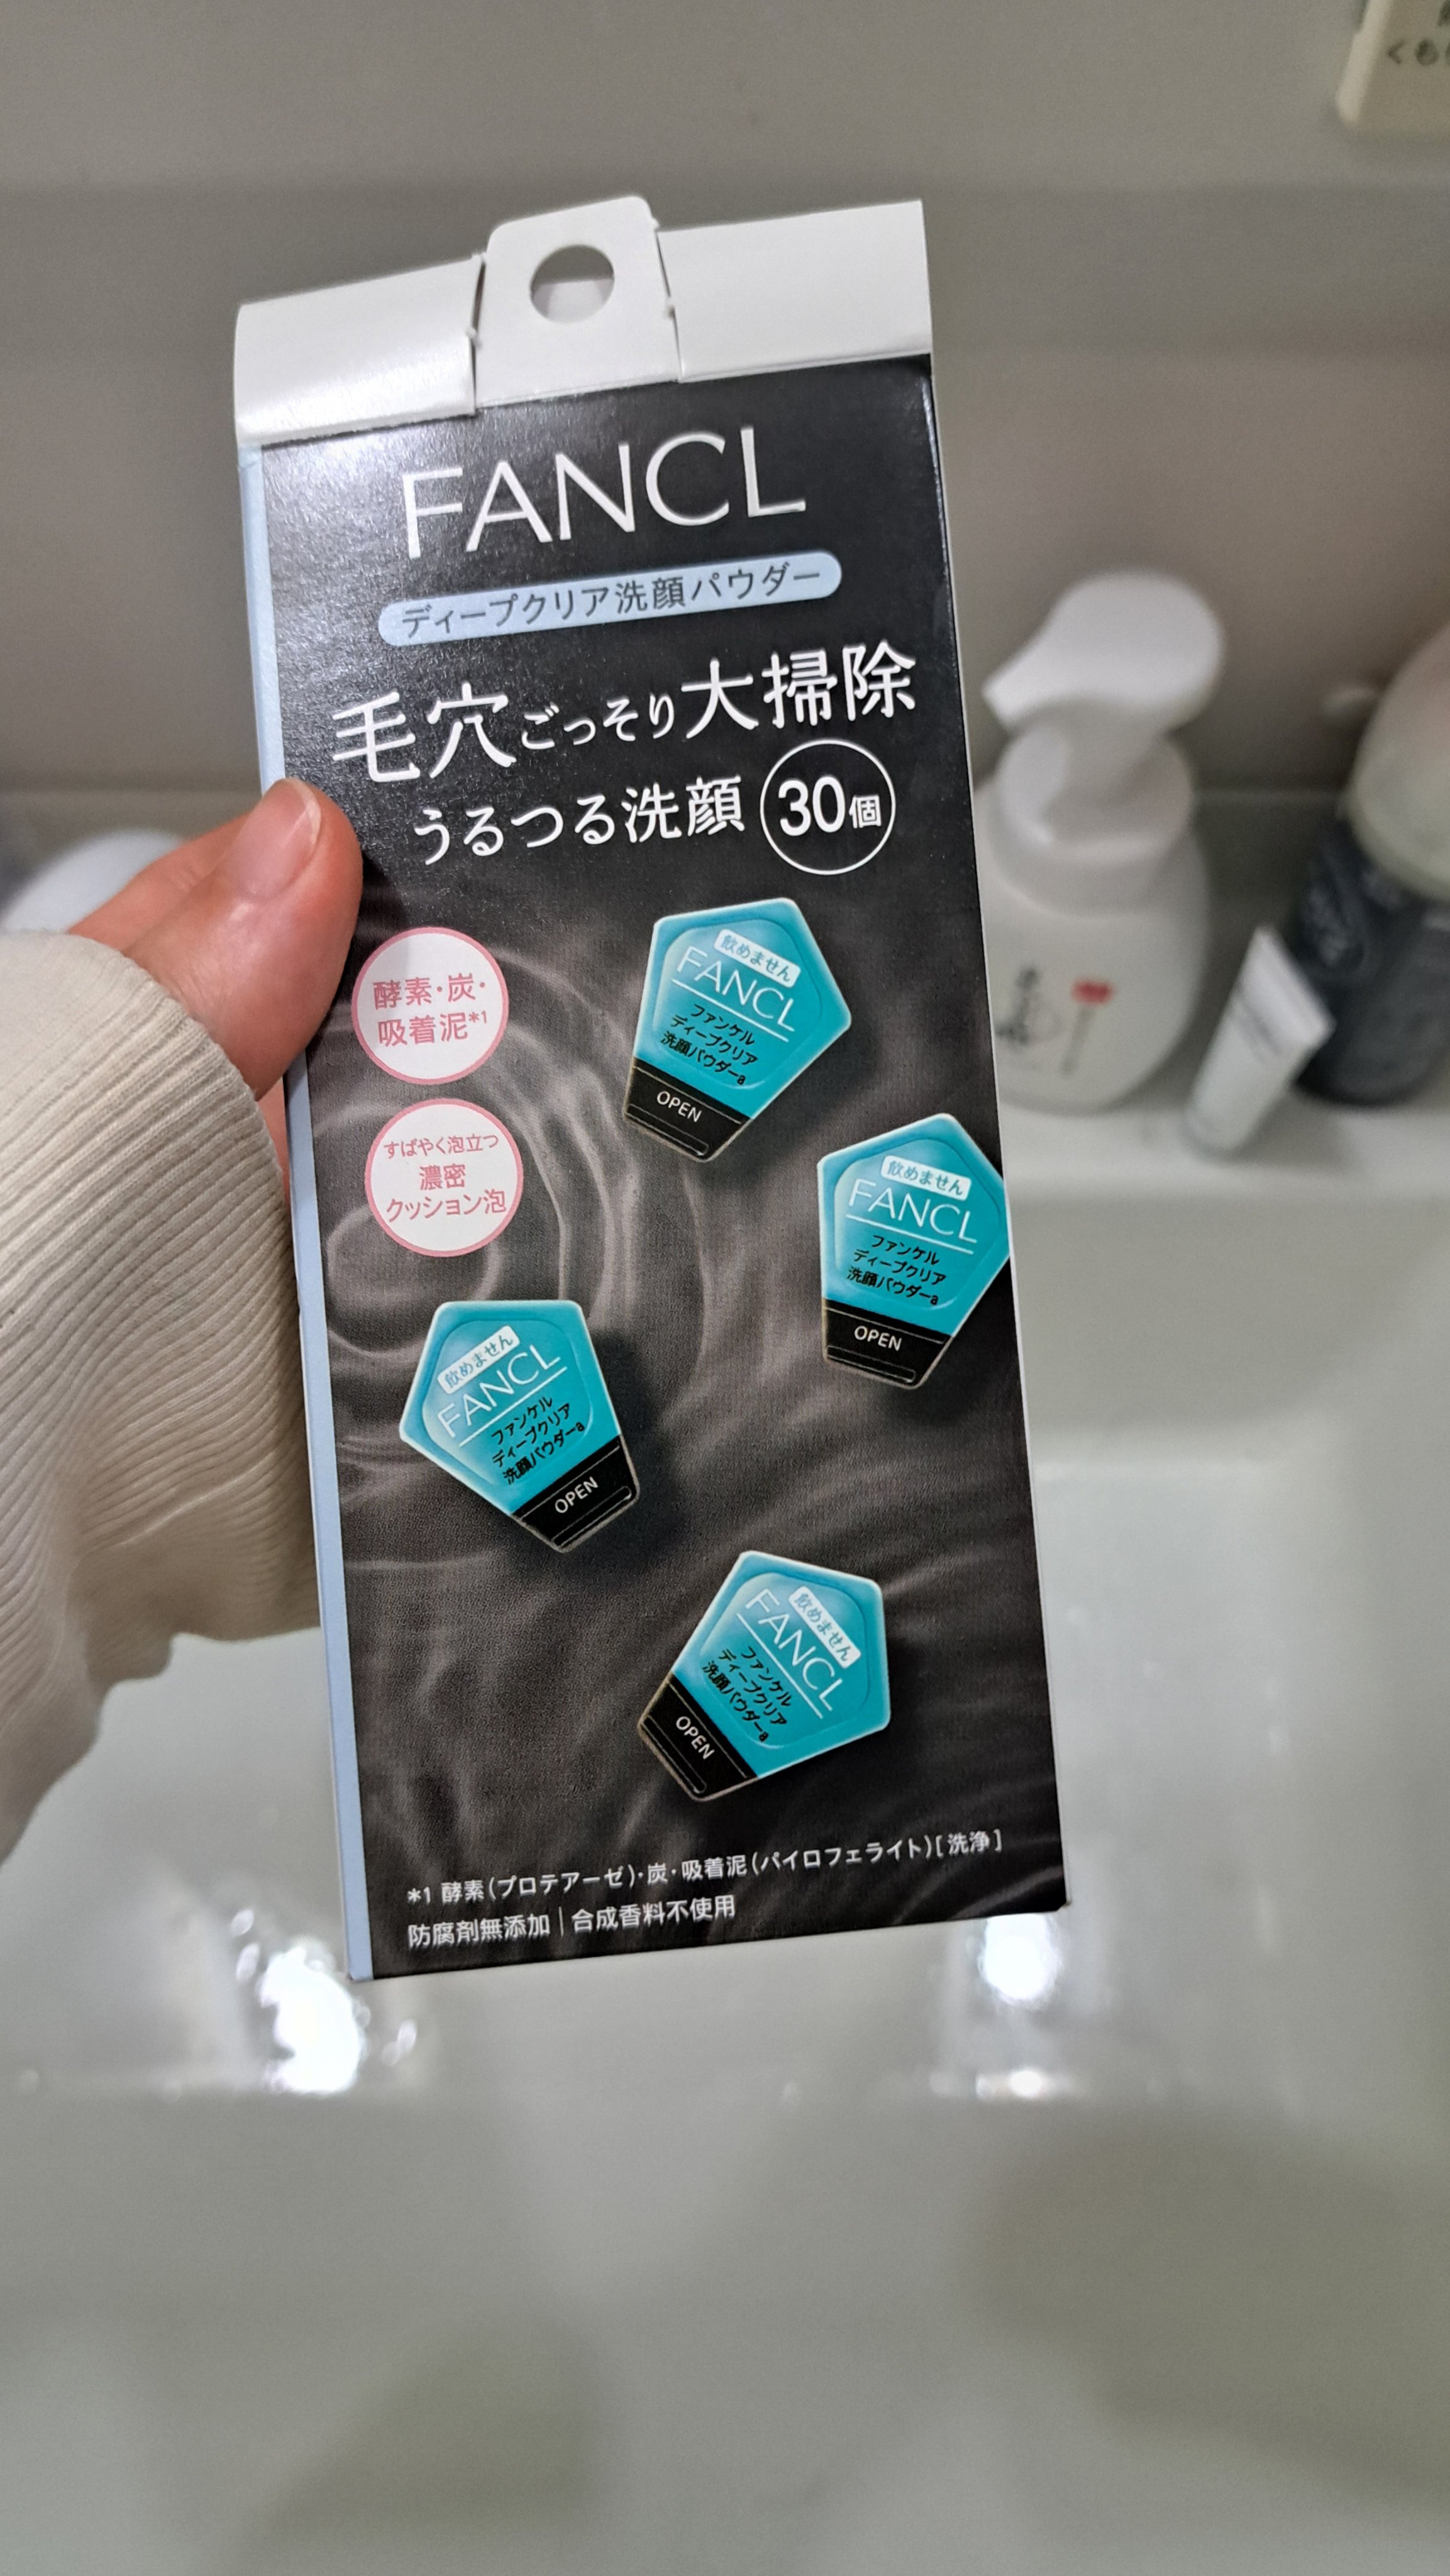 FANCL
ディープクリア洗顔パウダー
毛穴ごっそり大掃除
うるつる洗顔 30個
酵素・炭・
吸着泥*1
すばやく泡立つ
濃密
クッション泡
飲めません
FANCL
ファンケル
ディープクリア
洗顔パウダーa
OPEN
飲めません
FANCL
ファンケル
ディープクリア
洗顔パウダーa
OPEN
飲めません
FANCL
ファンケル
ディープクリア
洗顔パウダーa
OPEN
飲めません
FANCL
ファンケル
ディープクリア
洗顔パウダーa
OPEN
*1 酵素(プロテアーゼ)・炭・吸着泥(パイロフェライト)[洗浄]
防腐剤無添加|合成香料不使用